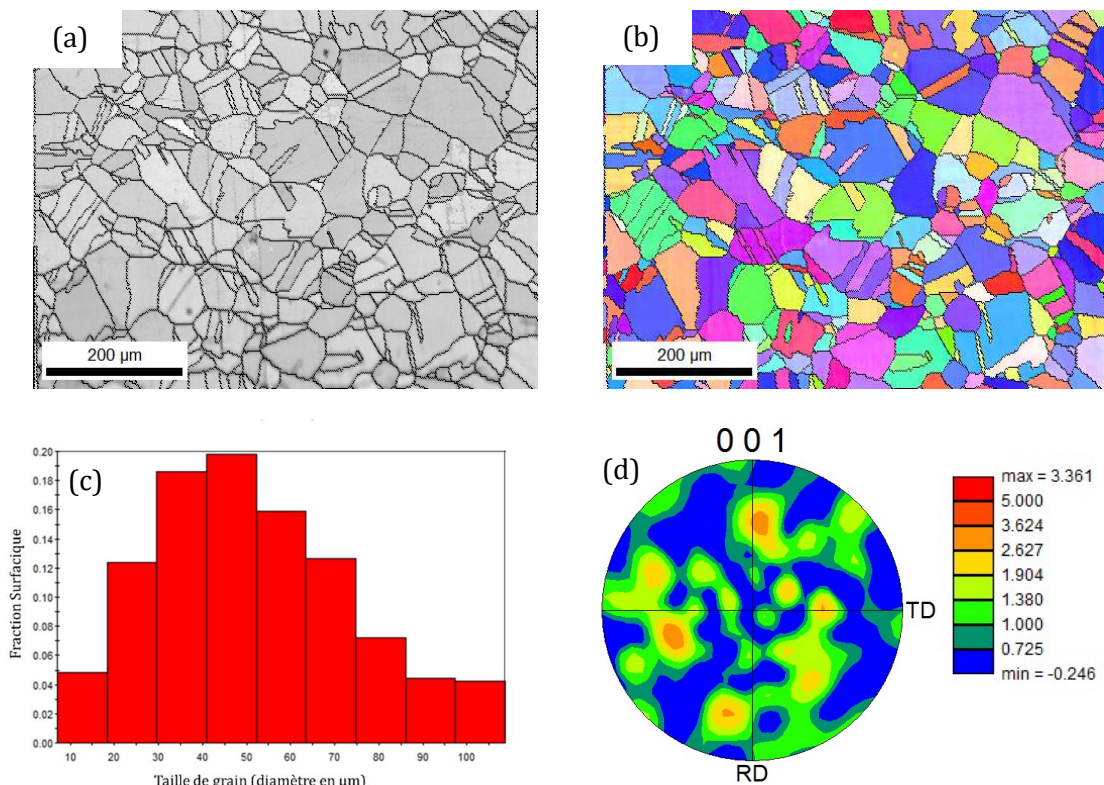 (a)
200 µm
(b)
200 µm
(c)
Fraction Surfacique
0.20
0.18
0.16
0.14
0.12
0.10
0.08
0.06
0.04
0.02
0.00
10 20 30 40 50 60 70 80 90 100
Taille de grain (diamètre en µm)
(d)
0 0 1
TD
RD
max = 3.361
5.000
3.624
2.627
1.904
1.380
1.000
0.725
min = -0.246